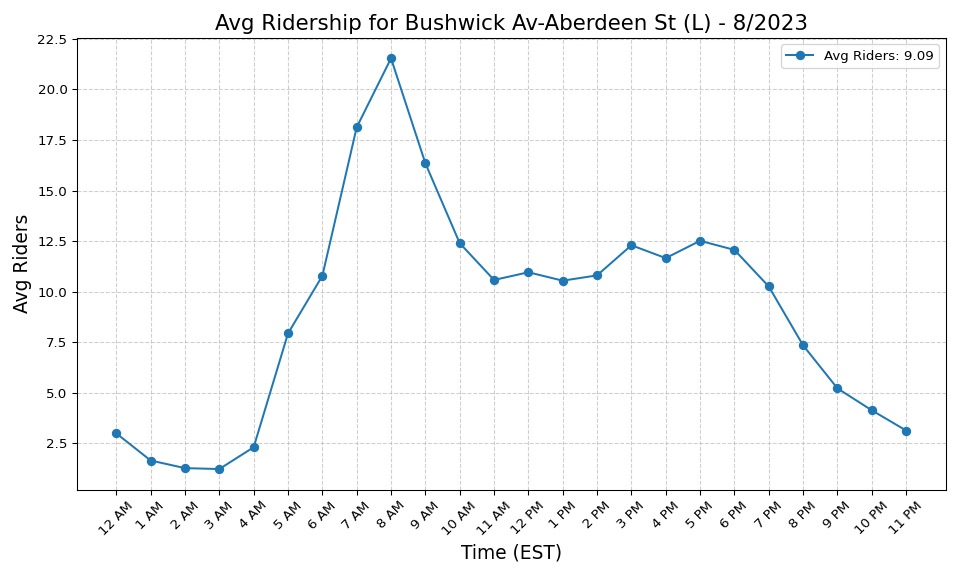 Avg Ridership for Bushwick Av-Aberdeen St (L) - 8/2023
Avg Riders: 9.09
Avg Riders
22.5
20.0
17.5
15.0
12.5
10.0
7.5
5.0
2.5
12 AM
1 AM
2 AM
3 AM
4 AM
5 AM
6 AM
7 AM
8 AM
9 AM
10 AM
11 AM
12 PM
1 PM
2 PM
3 PM
4 PM
5 PM
6 PM
7 PM
8 PM
9 PM
10 PM
11 PM
Time (EST)